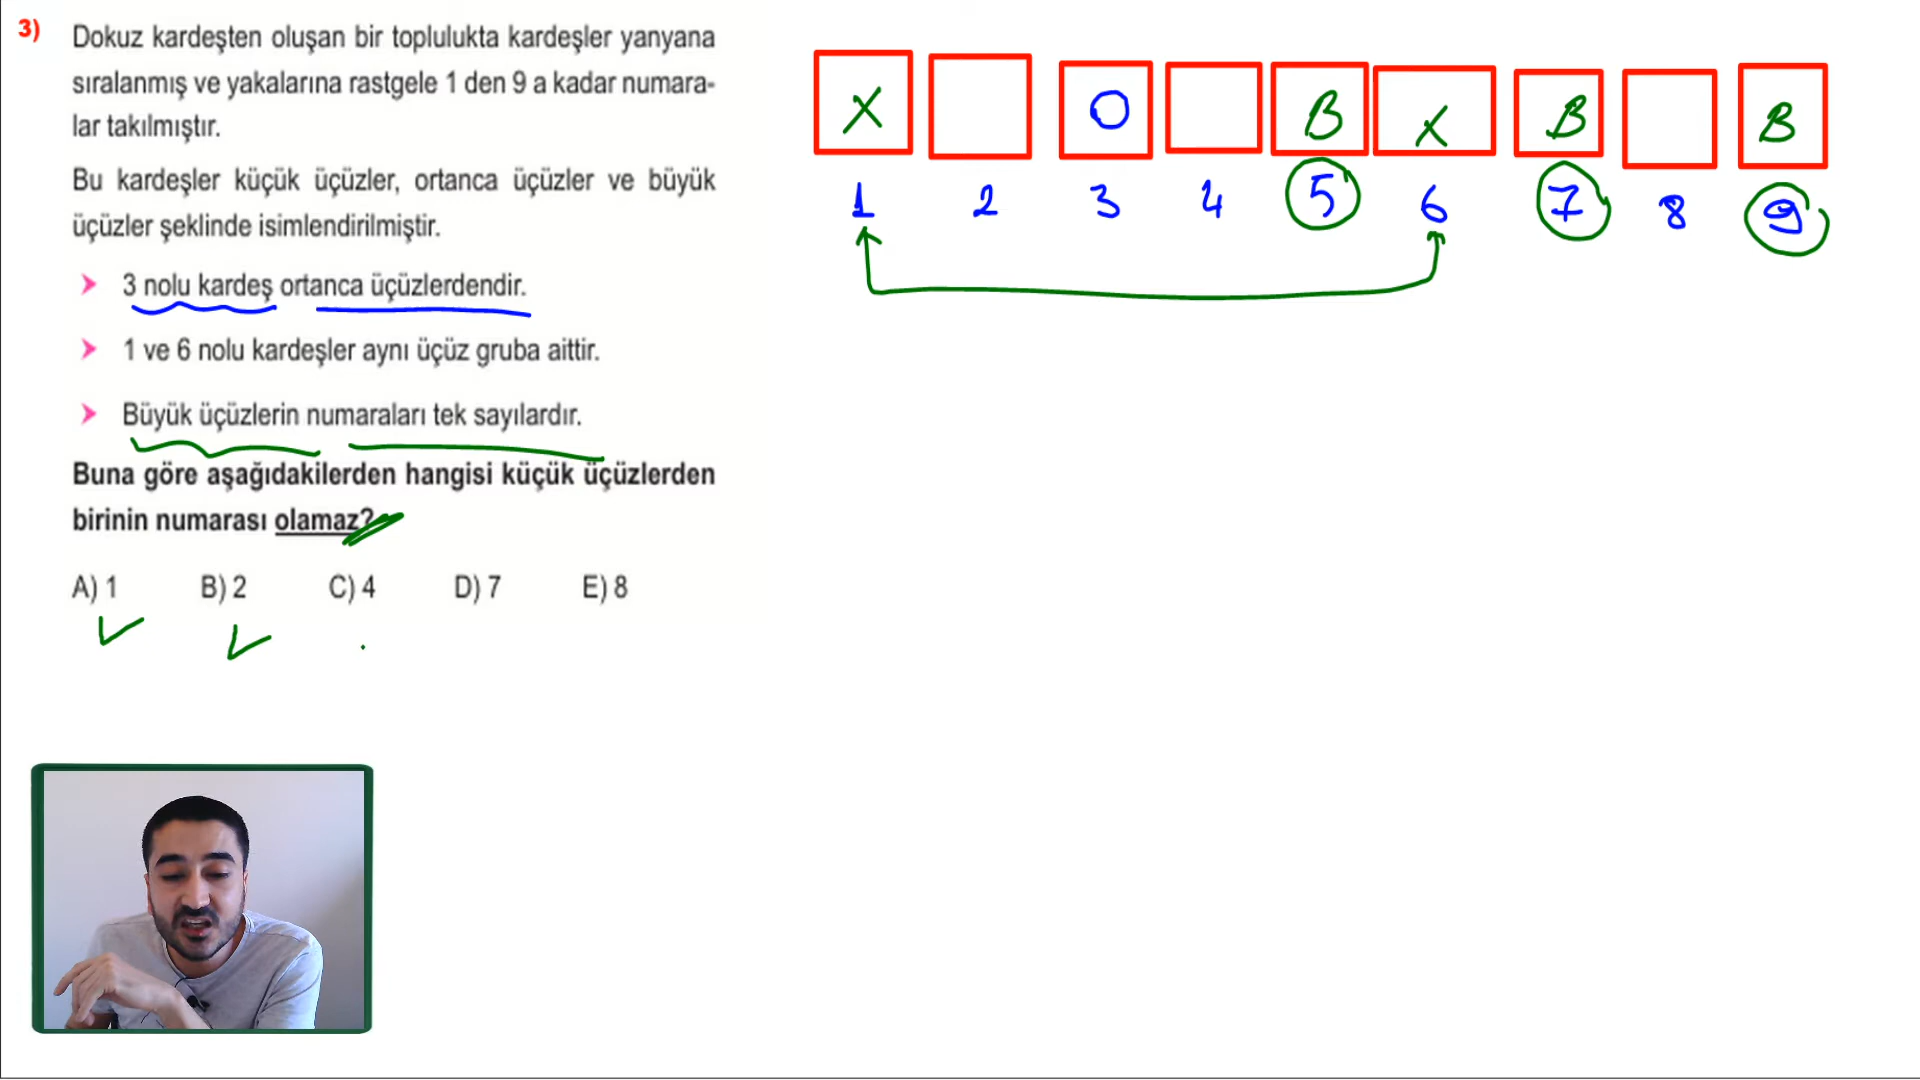 3)
Dokuz kardeşten oluşan bir toplulukta kardeşler yanyana
sıralanmış ve yakalarına rastgele 1 den 9 a kadar numara-
lar takılmıştır.
Bu kardeşler küçük üçüzler, ortanca üçüzler ve büyük
üçüzler şeklinde isimlendirilmiştir.
3 nolu kardeş ortanca üçüzlerdendir.
1 ve 6 nolu kardeşler aynı üçüz gruba aittir.
Büyük üçüzlerin numaraları tek sayılardır.
Buna göre aşağıdakilerden hangisi küçük üçüzlerden
birinin numarası olamaz?
A) 1 B) 2 C) 4 D) 7 E) 8
X O B X B B
1 2 3 4 5 6 7 8 9